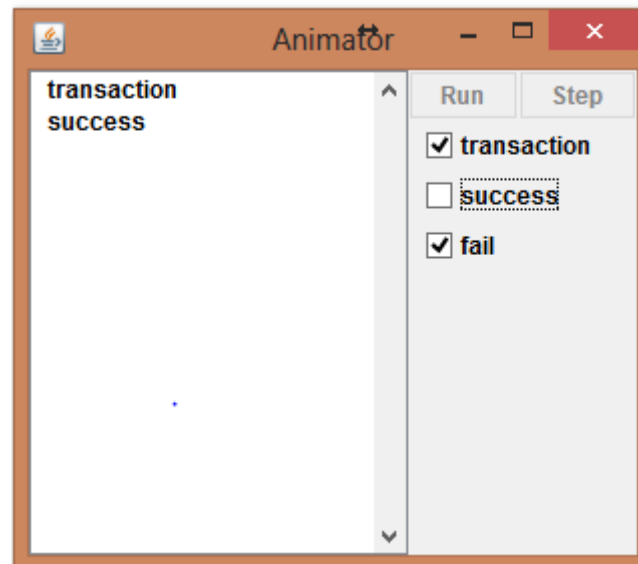 Animator
transaction
success
Run Step
transaction
success
fail